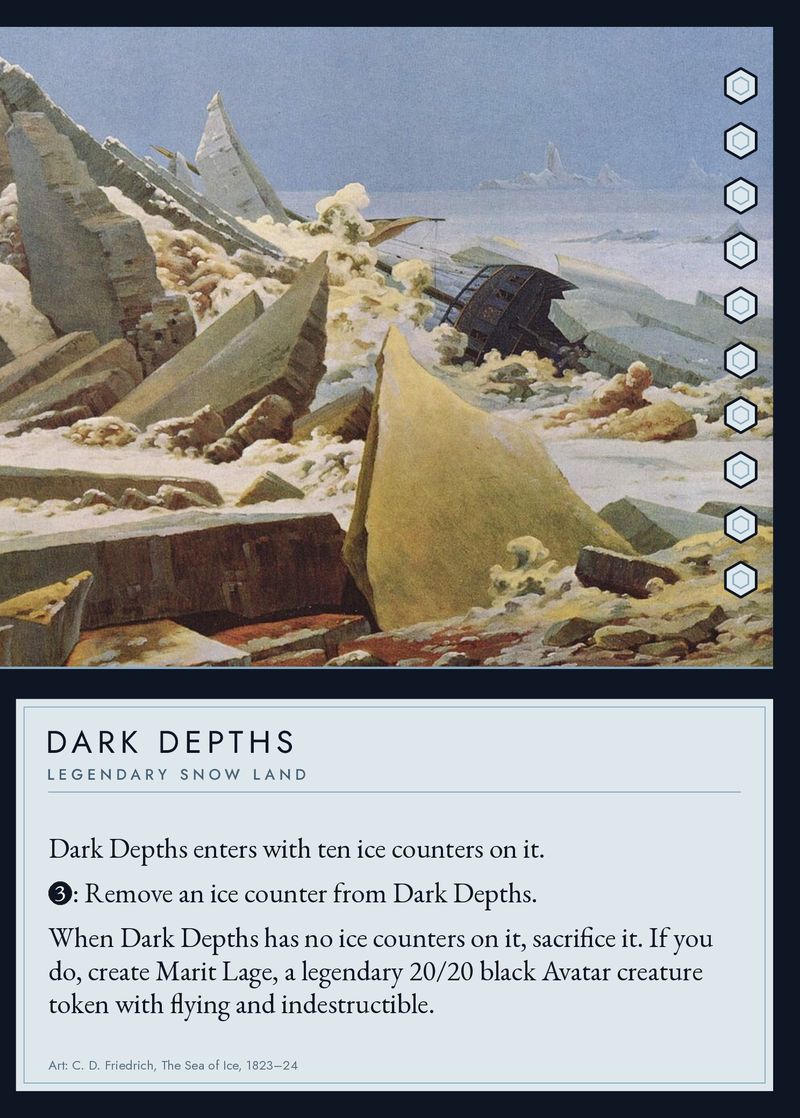 DARK DEPTHS
LEGENDARY SNOW LAND
Dark Depths enters with ten ice counters on it.
3: Remove an ice counter from Dark Depths.
When Dark Depths has no ice counters on it, sacrifice it. If you
do, create Marit Lage, a legendary 20/20 black Avatar creature
token with flying and indestructible.
Art: C. D. Friedrich, The Sea of Ice, 1823–24